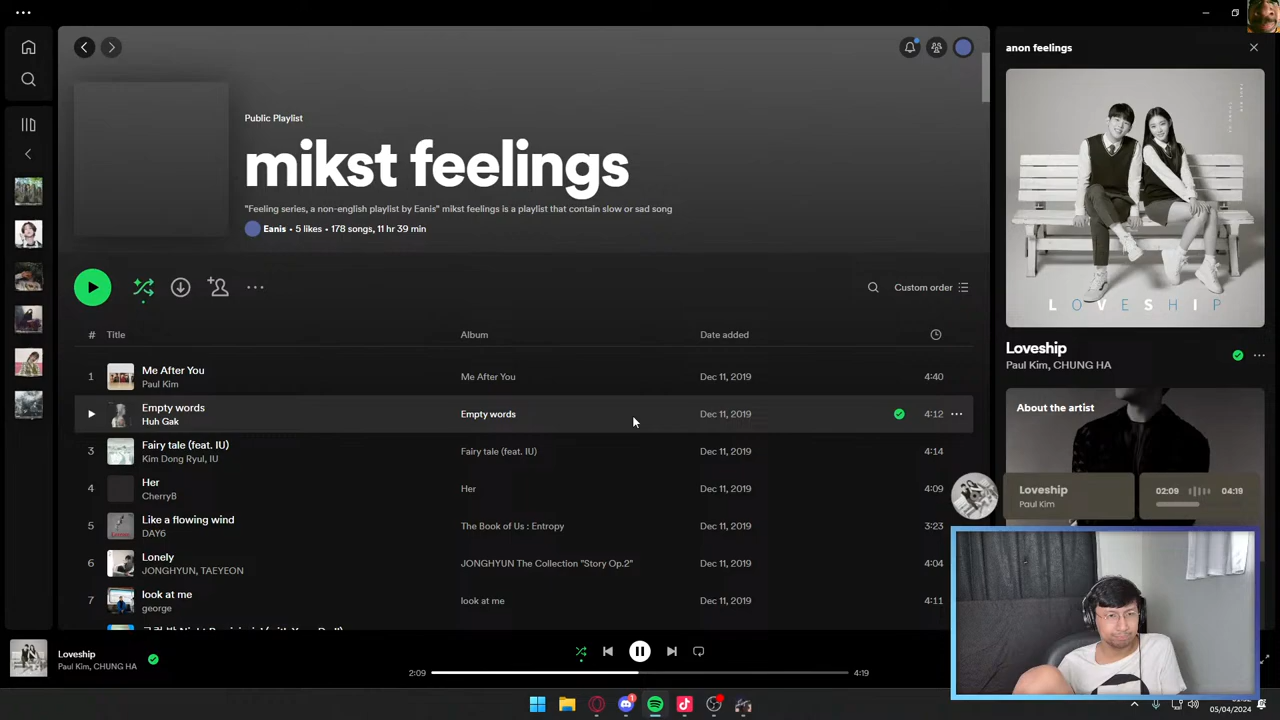 anon feelings
Public Playlist
mikst feelings
"Feeling series, a non-english playlist by Eanis" mikst feelings is a playlist that contain slow or sad song
Eanis • 5 likes • 178 songs, 11 hr 39 min
Custom order
# Title Album Date added
1 Me After You Me After You Dec 11, 2019 4:40
Paul Kim
Empty words Empty words Dec 11, 2019 4:12
Huh Gak
3 Fairy tale (feat. IU) Fairy tale (feat. IU) Dec 11, 2019 4:14
Kim Dong Ryul, IU
4 Her Her Dec 11, 2019 4:09
CherryB
5 Like a flowing wind The Book of Us : Entropy Dec 11, 2019 3:23
DAY6
6 Lonely JONGHYUN The Collection "Story Op.2" Dec 11, 2019 4:04
JONGHYUN, TAEYEON
7 look at me look at me Dec 11, 2019 4:11
george
LOVESHIP
Loveship
Paul Kim, CHUNG HA
About the artist
Loveship 02:09 04:19
Paul Kim
Loveship
Paul Kim, CHUNG HA
2:09 4:19
05/04/2024